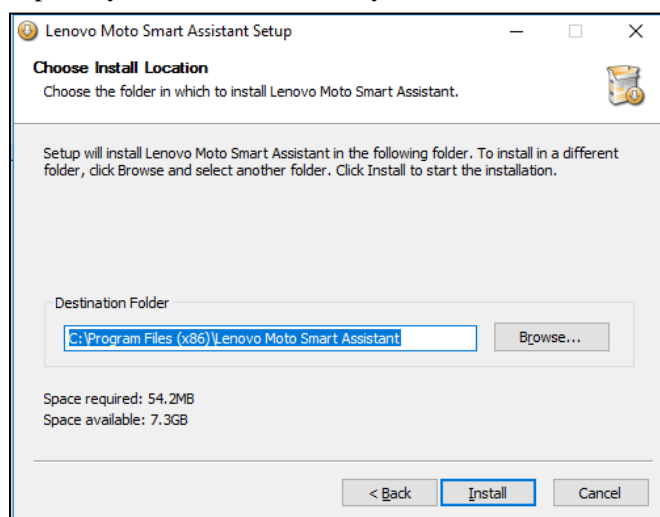 Lenovo Moto Smart Assistant Setup
Choose Install Location
Choose the folder in which to install Lenovo Moto Smart Assistant.
Setup will install Lenovo Moto Smart Assistant in the following folder. To install in a different
folder, click Browse and select another folder. Click Install to start the installation.
Destination Folder
C:\Program Files (x86)\Lenovo Moto Smart Assistant
Browse...
Space required: 54.2MB
Space available: 7.3GB
< Back
Install
Cancel